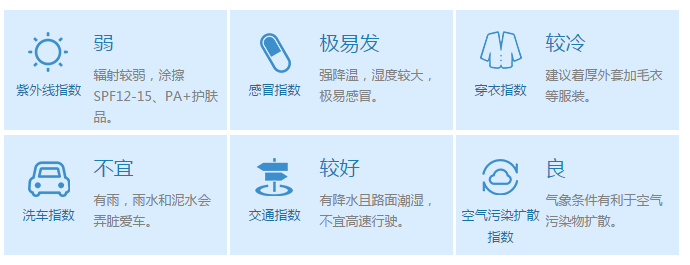 弱
辐射较弱，涂擦
SPF12-15、PA+护肤
品。
紫外线指数
极易发
强降温，湿度较大，
极易感冒。
感冒指数
较冷
建议着厚外套加毛衣
等服装。
穿衣指数
不宜
有雨，雨水和泥水会
弄脏爱车。
洗车指数
较好
有降水且路面潮湿，
不宜高速行驶。
交通指数
良
气象条件有利于空气
污染物扩散。
空气污染扩散
指数